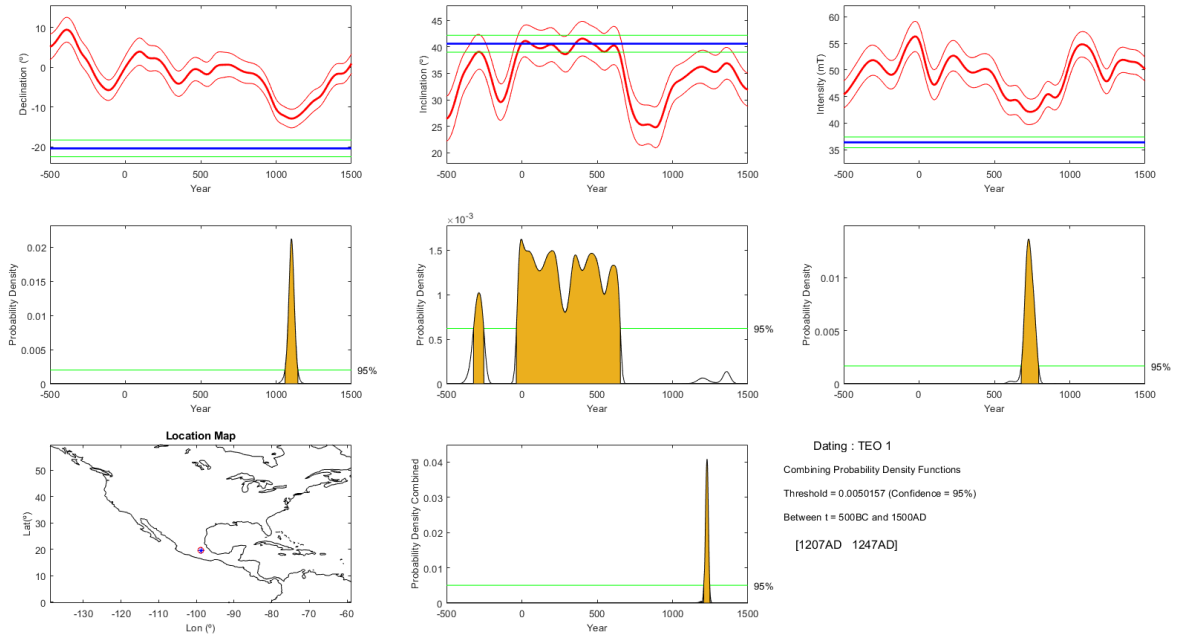 10
0
-10
-20
Declination (º)
-500 0 500 1000 1500
Year
45
40
35
30
25
20
Inclination (º)
-500 0 500 1000 1500
Year
60
55
50
45
40
35
Intensity (mT)
-500 0 500 1000 1500
Year
0.02
0.015
0.01
0.005
0
Probability Density
95%
-500 0 500 1000 1500
Year
×10⁻³
1.5
1
0.5
0
Probability Density
95%
-500 0 500 1000 1500
Year
0.01
0.005
0
Probability Density
95%
-500 0 500 1000 1500
Year
Location Map
50
40
30
20
10
0
Lat(º)
-130 -120 -110 -100 -90 -80 -70 -60
Lon (º)
0.04
0.03
0.02
0.01
0
Probability Density Combined
95%
-500 0 500 1000 1500
Year
Dating : TEO 1
Combining Probability Density Functions
Threshold = 0.0050157 (Confidence = 95%)
Between t = 500BC and 1500AD
[1207AD 1247AD]